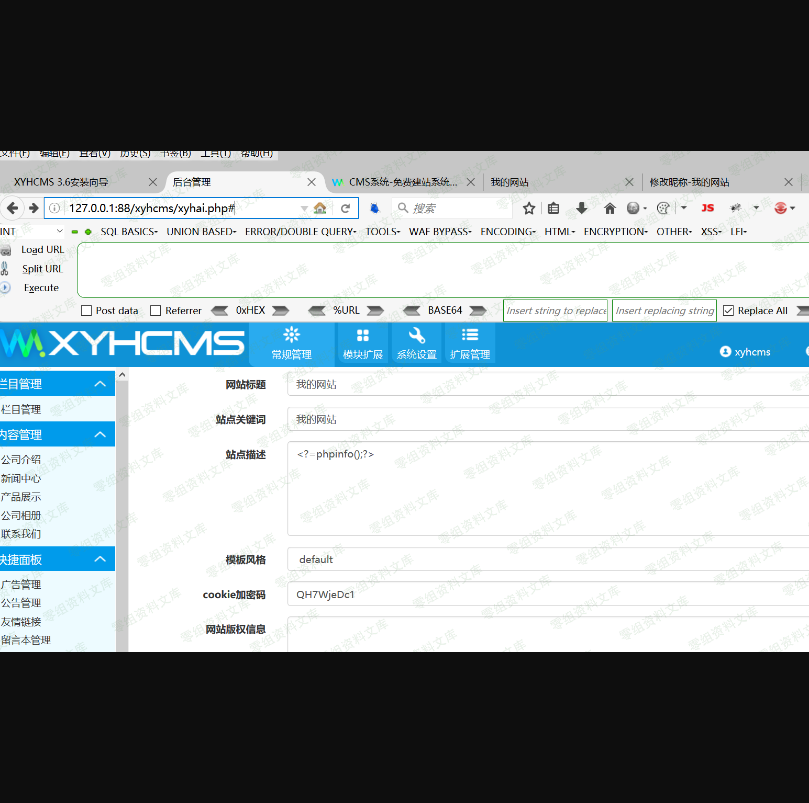 文件(F) 编辑(E) 查看(V) 历史(S) 书签(B) 工具(T) 帮助(H)
XYHCMS 3.6安装向导 后台管理 CMS系统-免费建站系统... 我的网站 修改昵称-我的网站
127.0.0.1:88/xyhcms/xyhai.php# 搜索 JS
INT SQL BASICS UNION BASED ERROR/DOUBLE QUERY TOOLS WAF BYPASS ENCODING HTML ENCRYPTION OTHER XSS LFI
Load URL
Split URL
Execute
Post data Referrer 0xHEX %URL BASE64 Insert string to replace Insert replacing string Replace All
XYHCMS 常规管理 模块扩展 系统设置 扩展管理 xyhcms
栏目管理
栏目管理
内容管理
公司介绍
新闻中心
产品展示
公司相册
联系我们
快捷面板
广告管理
公告管理
友情链接
留言本管理
网站标题 我的网站
站点关键词 我的网站
站点描述 <?=phpinfo();?>
模板风格 default
cookie加密码 QH7WjeDc1
网站版权信息
零组资料文库